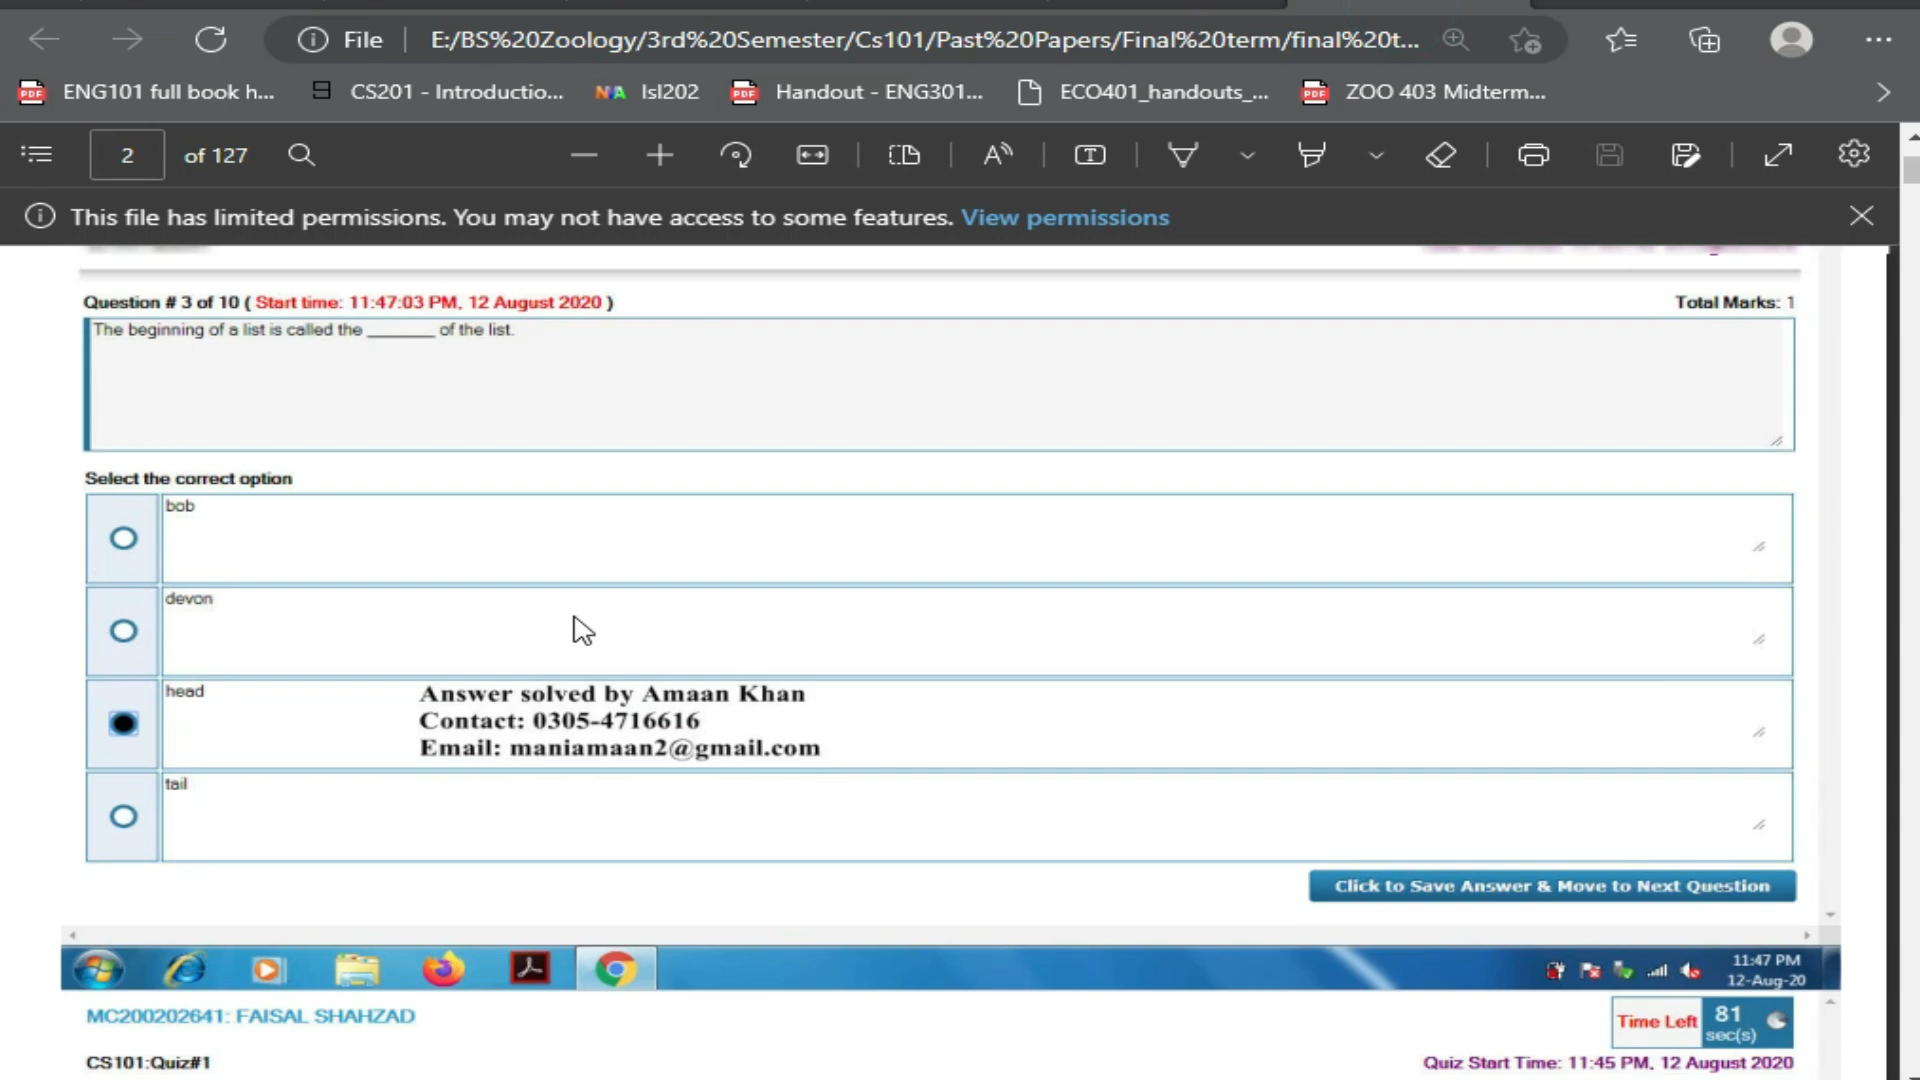 File
E:/BS%20Zoology/3rd%20Semester/Cs101/Past%20Papers/Final%20term/final%20t...
ENG101 full book h...
CS201 - Introductio...
Isl202
Handout - ENG301...
ECO401_handouts_...
ZOO 403 Midterm...
2 of 127
This file has limited permissions. You may not have access to some features. View permissions
Question # 3 of 10 ( Start time: 11:47:03 PM, 12 August 2020 )
Total Marks: 1
The beginning of a list is called the _______ of the list.
Select the correct option
bob
devon
head
Answer solved by Amaan Khan
Contact: 0305-4716616
Email: maniamaan2@gmail.com
tail
Click to Save Answer & Move to Next Question
11:47 PM
12-Aug-20
MC200202641: FAISAL SHAHZAD
Time Left 81
sec(s)
CS101:Quiz#1
Quiz Start Time: 11:45 PM, 12 August 2020